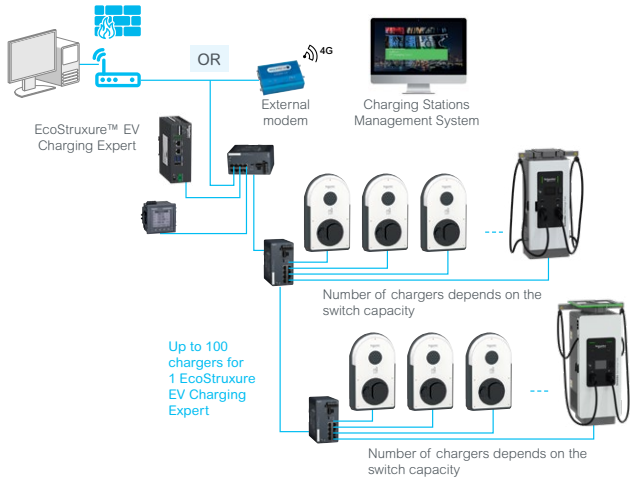 OR
4G
External
modem
Charging Stations
Management System
EcoStruxure™ EV
Charging Expert
Number of chargers depends on the
switch capacity
Up to 100
chargers for
1 EcoStruxure
EV Charging
Expert
Number of chargers depends on the
switch capacity